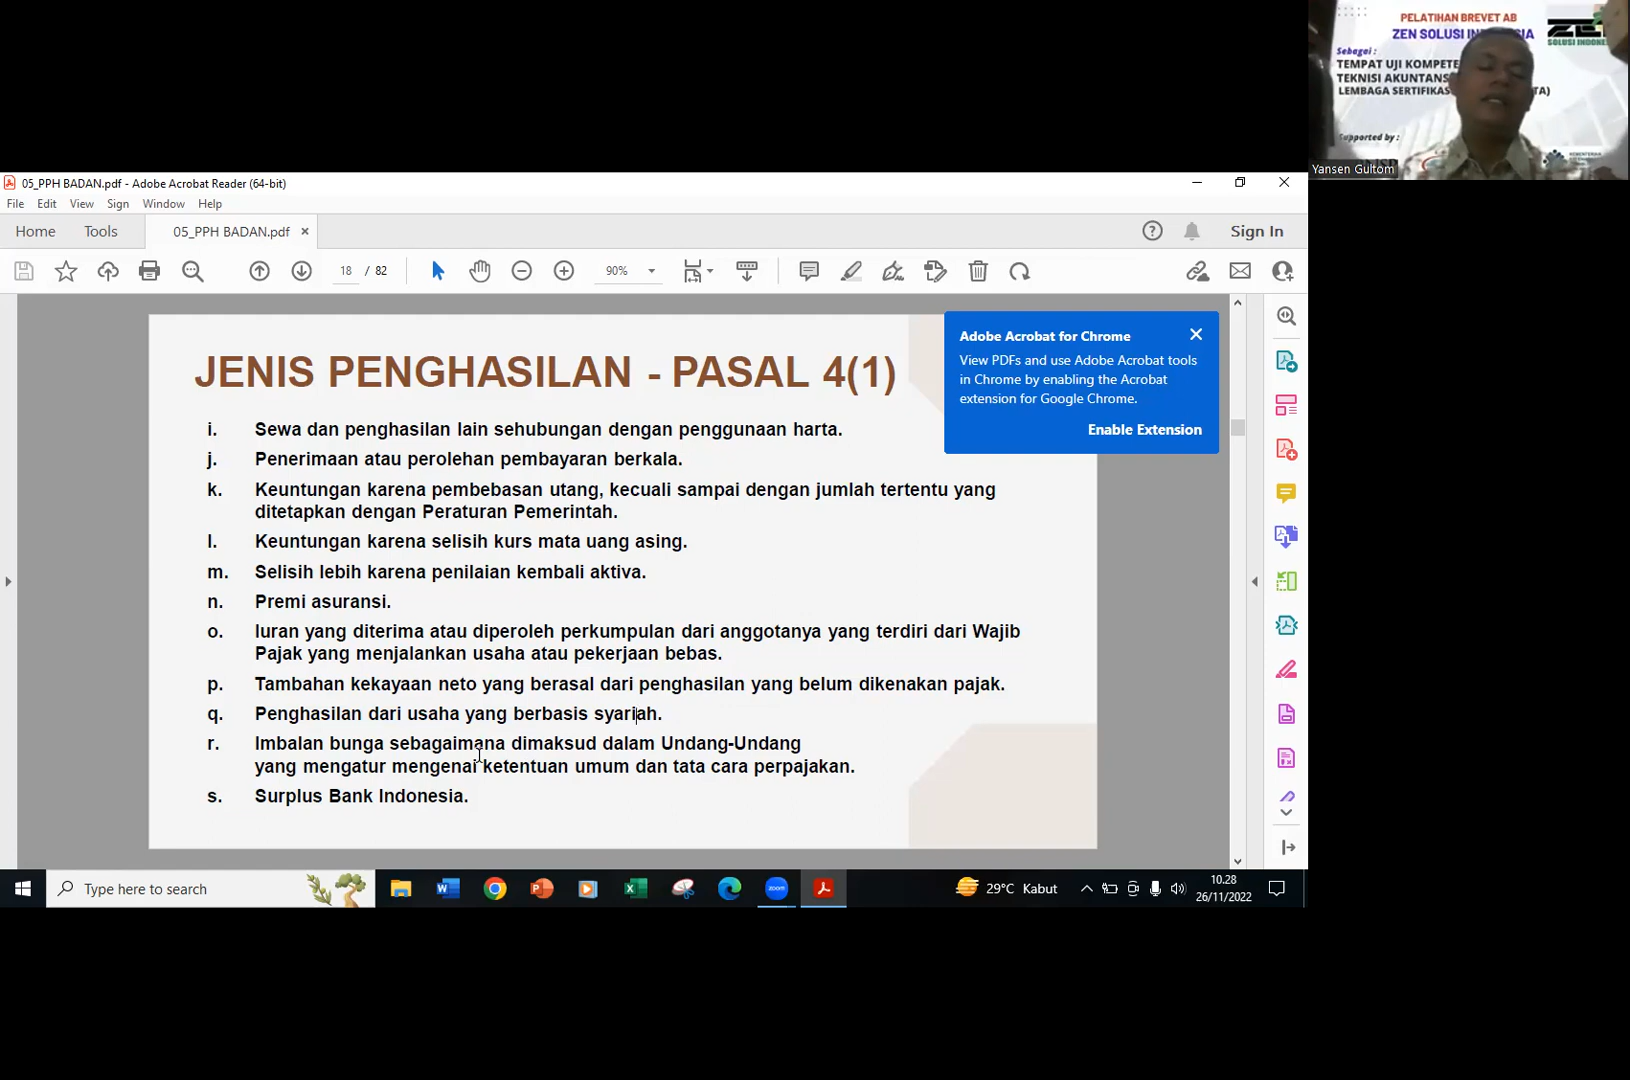 PELATIHAN BREVET AB
ZEN SOLUSI
Sebagai :
TEMPAT UJI
TEKNISI
LEMBAGA
Supported by :
Yansen Gultom
05_PPH BADAN.pdf - Adobe Acrobat Reader (64-bit)
File Edit View Sign Window Help
Home Tools 05_PPH BADAN.pdf × Sign In
18 / 82 90%
Adobe Acrobat for Chrome
View PDFs and use Adobe Acrobat tools
in Chrome by enabling the Acrobat
extension for Google Chrome.
Enable Extension
JENIS PENGHASILAN - PASAL 4(1)
i. Sewa dan penghasilan lain sehubungan dengan penggunaan harta.
j. Penerimaan atau perolehan pembayaran berkala.
k. Keuntungan karena pembebasan utang, kecuali sampai dengan jumlah tertentu yang
ditetapkan dengan Peraturan Pemerintah.
l. Keuntungan karena selisih kurs mata uang asing.
m. Selisih lebih karena penilaian kembali aktiva.
n. Premi asuransi.
o. Iuran yang diterima atau diperoleh perkumpulan dari anggotanya yang terdiri dari Wajib
Pajak yang menjalankan usaha atau pekerjaan bebas.
p. Tambahan kekayaan neto yang berasal dari penghasilan yang belum dikenakan pajak.
q. Penghasilan dari usaha yang berbasis syariah.
r. Imbalan bunga sebagaimana dimaksud dalam Undang-Undang
yang mengatur mengenai ketentuan umum dan tata cara perpajakan.
s. Surplus Bank Indonesia.
Type here to search
29°C Kabut
10.28
26/11/2022